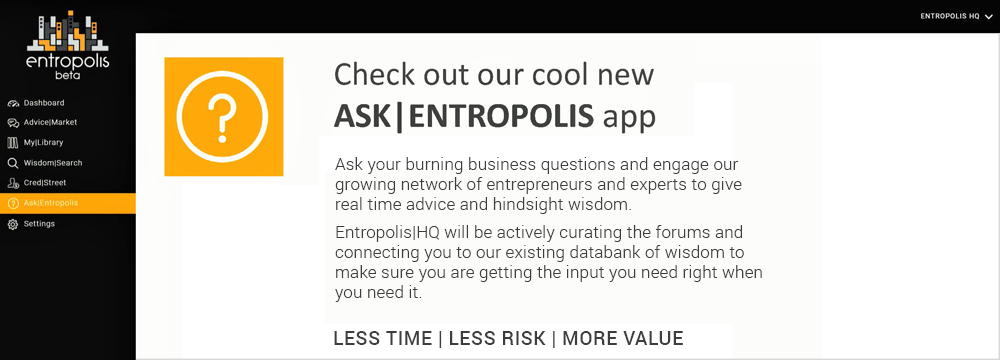 ENTROPOLIS HQ
entropolis
beta
Dashboard
Advice|Market
My|Library
Wisdom|Search
Cred|Street
Ask|Entropolis
Settings
Check out our cool new
ASK|ENTROPOLIS app
Ask your burning business questions and engage our
growing network of entrepreneurs and experts to give
real time advice and hindsight wisdom.
Entropolis|HQ will be actively curating the forums and
connecting you to our existing databank of wisdom to
make sure you are getting the input you need right when
you need it.
LESS TIME | LESS RISK | MORE VALUE